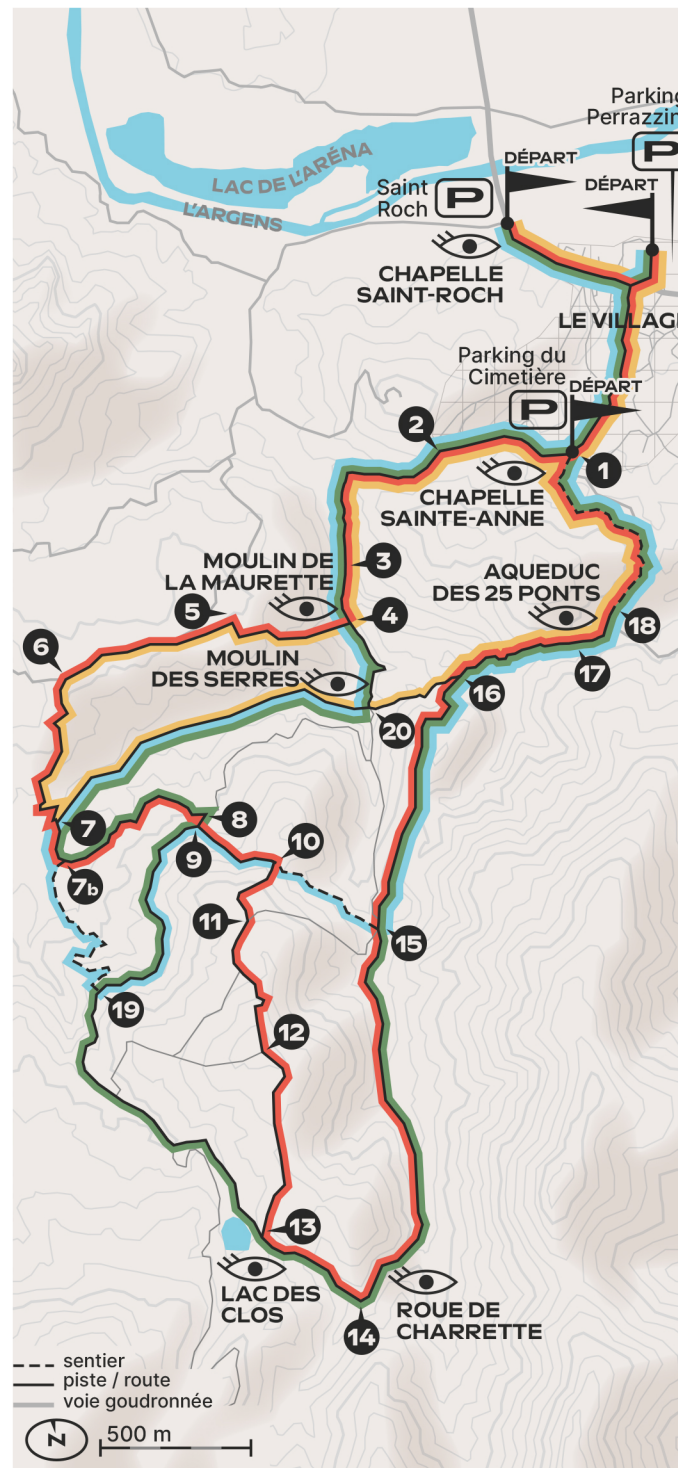 Parking
Perrazzin
P
DÉPART
DÉPART
LAC DE L'ARÉNA
L'ARGENS
Saint
Roch
P
CHAPELLE
SAINT-ROCH
LE VILLAGE
Parking du
Cimetière
P
DÉPART
2
1
CHAPELLE
SAINTE-ANNE
3
MOULIN DE
LA MAURETTE
AQUEDUC
DES 25 PONTS
5
4
18
6
MOULIN
DES SERRES
17
16
20
7
8
9
10
7b
11
15
19
12
13
LAC DES
CLOS
ROUE DE
CHARRETTE
14
sentier
piste / route
voie goudronnée
N
500 m